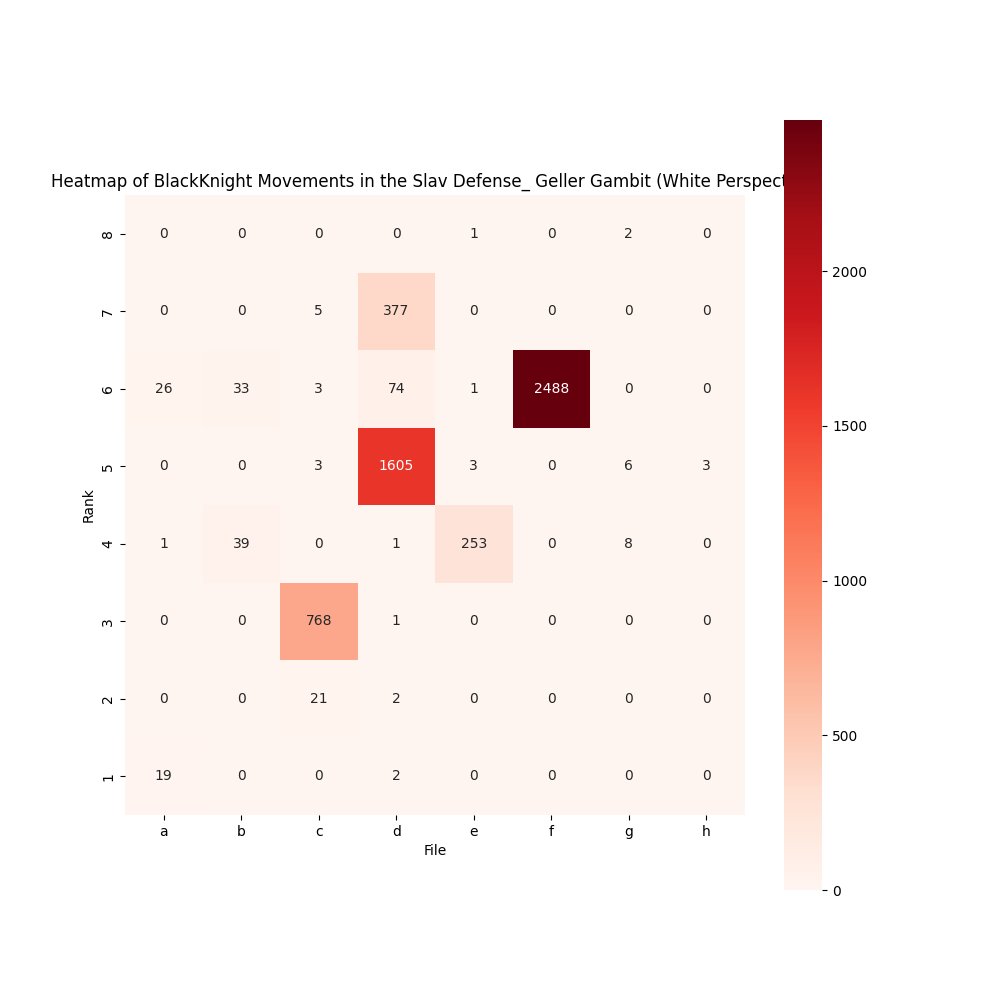 Heatmap of BlackKnight Movements in the Slav Defense_ Geller Gambit (White Perspect
8 0 0 0 0 1 0 2 0
7 0 0 5 377 0 0 0 0
6 26 33 3 74 1 2488 0 0
5 0 0 3 1605 3 0 6 3
4 1 39 0 1 253 0 8 0
3 0 0 768 1 0 0 0 0
2 0 0 21 2 0 0 0 0
1 19 0 0 2 0 0 0 0
a b c d e f g h
File
Rank
2000
1500
1000
500
0